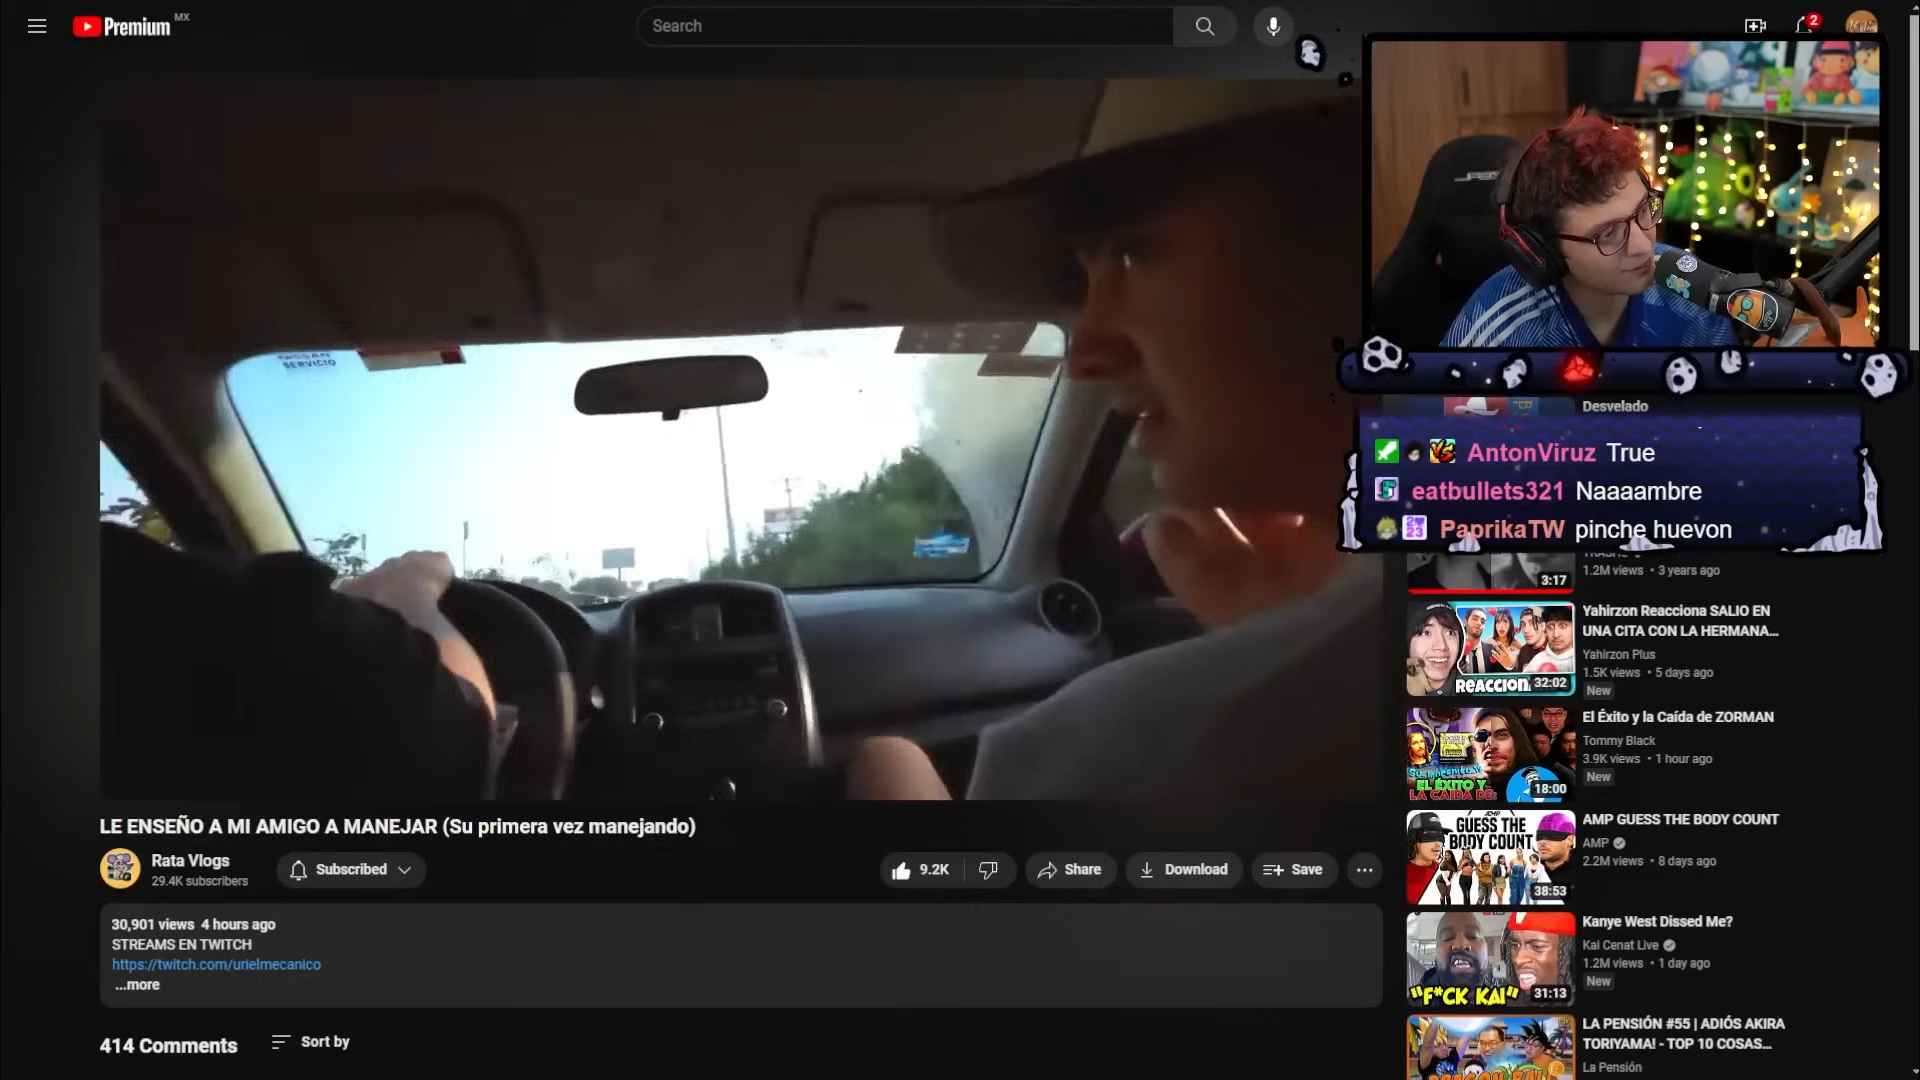 Premium MX
Search
2
NISSAN
SERVICIO
Desvelado
AntonViruz True
eatbullets321 Naaaambre
PaprikaTW pinche huevon
3:17
1.2M views • 3 years ago
Yahirzon Reacciona SALIO EN
UNA CITA CON LA HERMANA...
Yahirzon Plus
1.5K views • 5 days ago
New
REACCION
32:02
El Éxito y la Caída de ZORMAN
Tommy Black
3.9K views • 1 hour ago
New
EL ÉXITO Y
LA CAIDA DE:
18:00
AMP GUESS THE BODY COUNT
AMP
2.2M views • 8 days ago
AMP
GUESS THE
BODY COUNT
38:53
Kanye West Dissed Me?
Kai Cenat Live
1.2M views • 1 day ago
New
"F*CK KAI"
31:13
LA PENSIÓN #55 | ADIÓS AKIRA
TORIYAMA! - TOP 10 COSAS...
La Pensión
LE ENSEÑO A MI AMIGO A MANEJAR (Su primera vez manejando)
Rata Vlogs
29.4K subscribers
Subscribed
9.2K
Share
Download
Save
30,901 views 4 hours ago
STREAMS EN TWITCH
https://twitch.com/urielmecanico
...more
414 Comments
Sort by